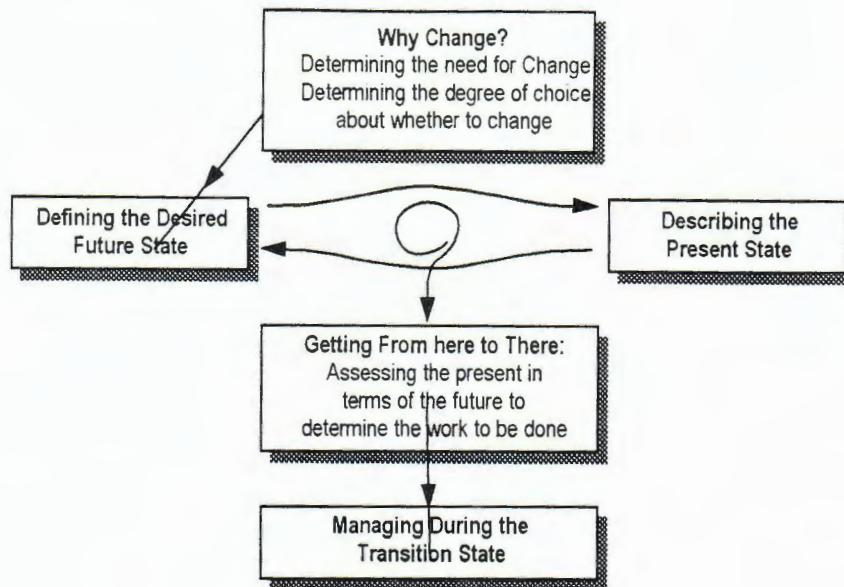 Why Change?
Determining the need for Change
Determining the degree of choice
about whether to change
Defining the Desired
Future State
Describing the
Present State
Getting From here to There:
Assessing the present in
terms of the future to
determine the work to be done
Managing During the
Transition State